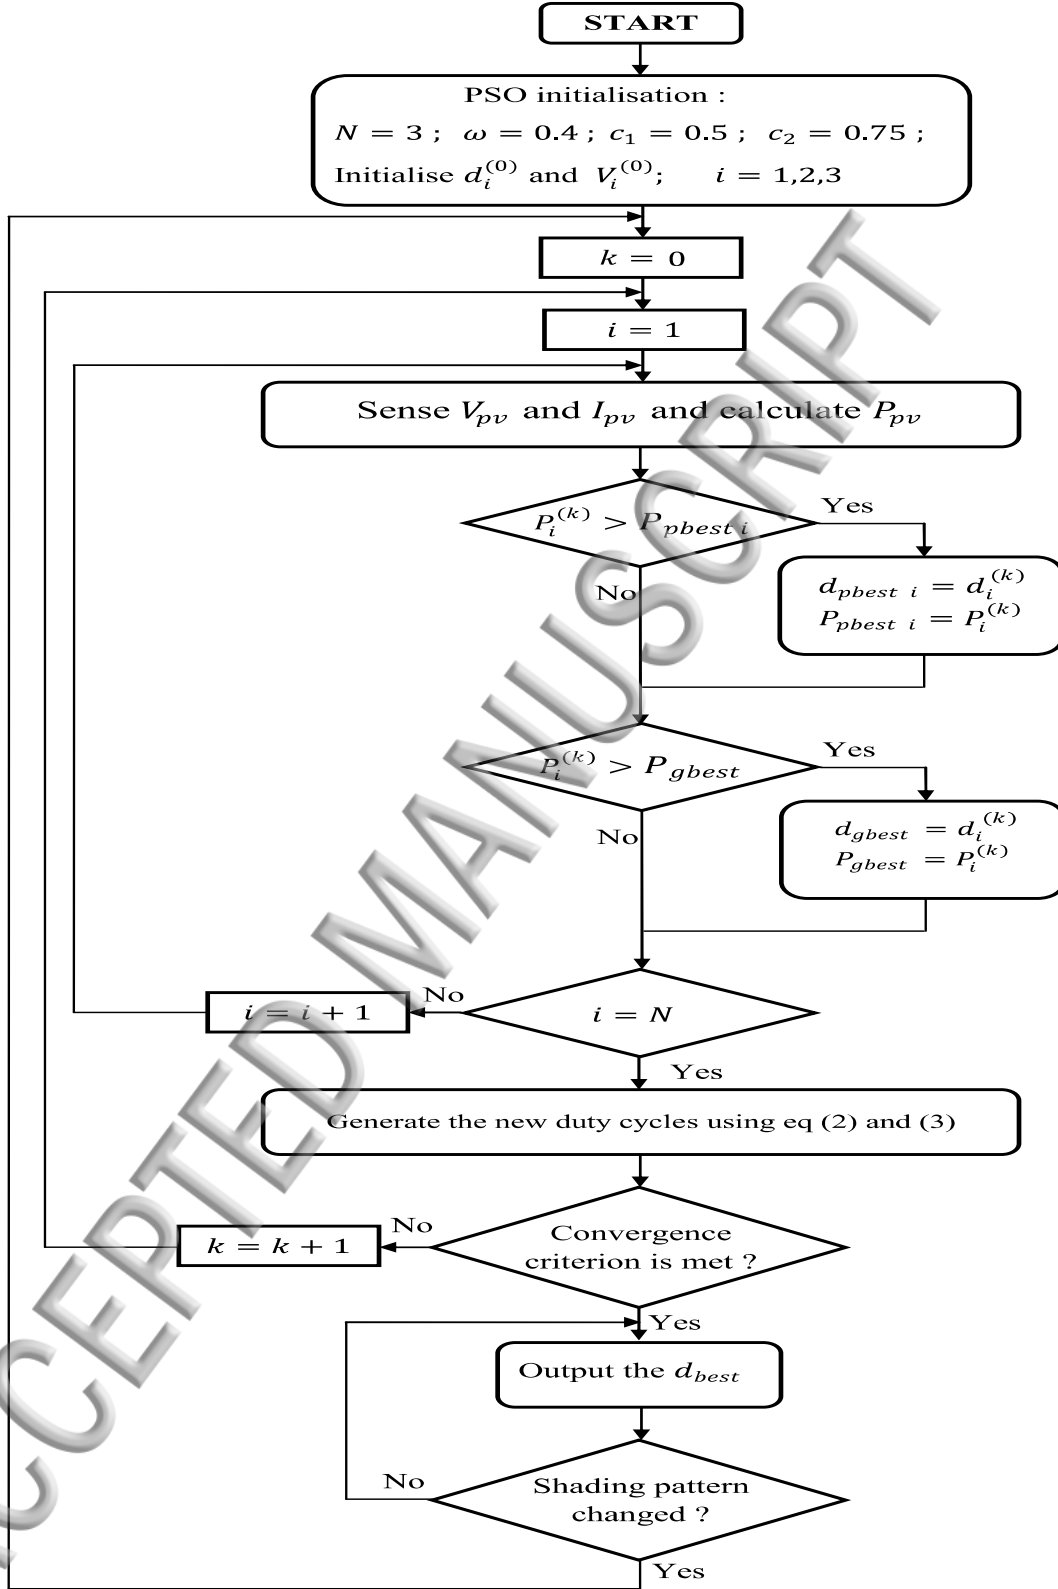 START
PSO initialisation :
N = 3 ; ω = 0.4 ; c₁ = 0.5 ; c₂ = 0.75 ;
Initialise dᵢ⁽⁰⁾ and Vᵢ⁽⁰⁾; i = 1,2,3
k = 0
i = 1
Sense V_pv and I_pv and calculate P_pv
P_i^(k) > P_pbest i
Yes
No
d_pbest i = d_i^(k)
P_pbest i = P_i^(k)
P_i^(k) > P_gbest
Yes
No
d_gbest = d_i^(k)
P_gbest = P_i^(k)
i = N
No
i = i + 1
Yes
Generate the new duty cycles using eq (2) and (3)
Convergence
criterion is met ?
No
k = k + 1
Yes
Output the d_best
Shading pattern
changed ?
No
Yes
ACCEPTED MANUSCRIPT